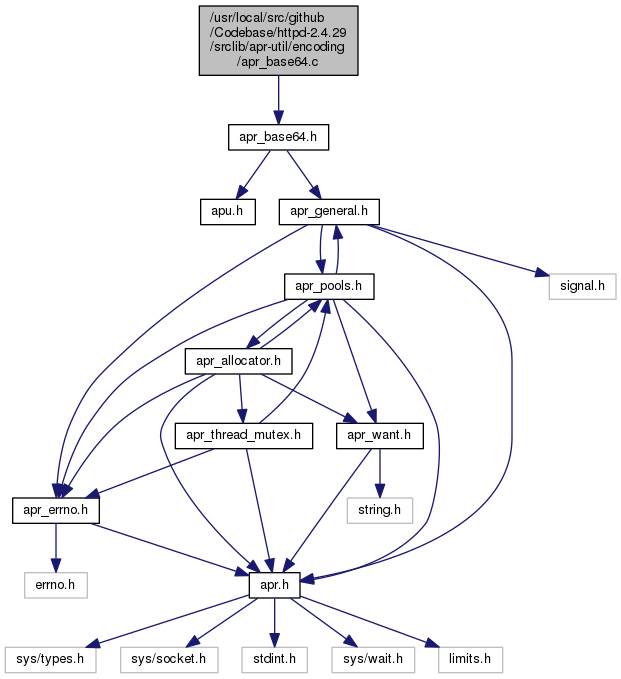 /usr/local/src/github
/Codebase/httpd-2.4.29
/srclib/apr-util/encoding
/apr_base64.c
apr_base64.h
apu.h
apr_general.h
apr_pools.h
signal.h
apr_allocator.h
apr_thread_mutex.h
apr_want.h
apr_errno.h
string.h
errno.h
apr.h
sys/types.h
sys/socket.h
stdint.h
sys/wait.h
limits.h